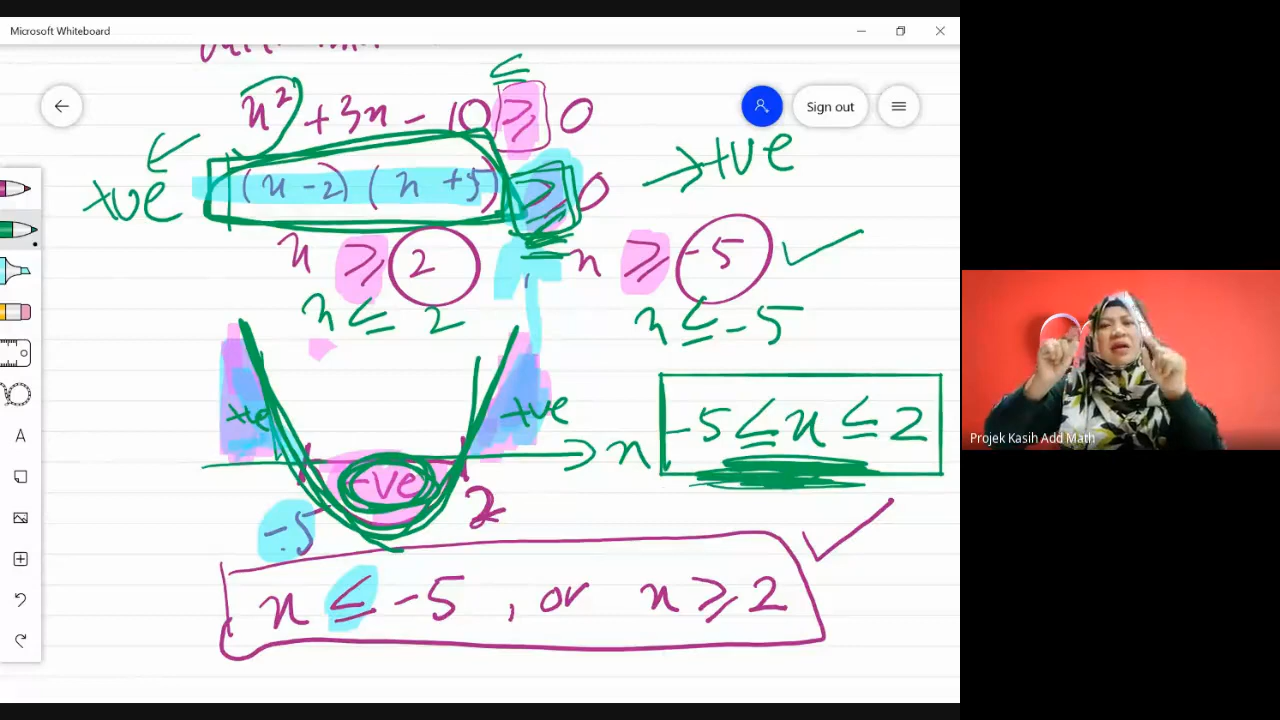 Microsoft Whiteboard
Sign out
≤
x² + 3x - 10 ≥ 0
→ +ve
+ve
(x - 2) (x + 5) ≥ 0
x ≥ 2
x ≥ -5
x ≤ 2
x ≤ -5
+ve
+ve
-5 ≤ x ≤ 2
x
-ve
-5
2
x ≤ -5 , or x ≥ 2
A
Projek Kasih Add Math